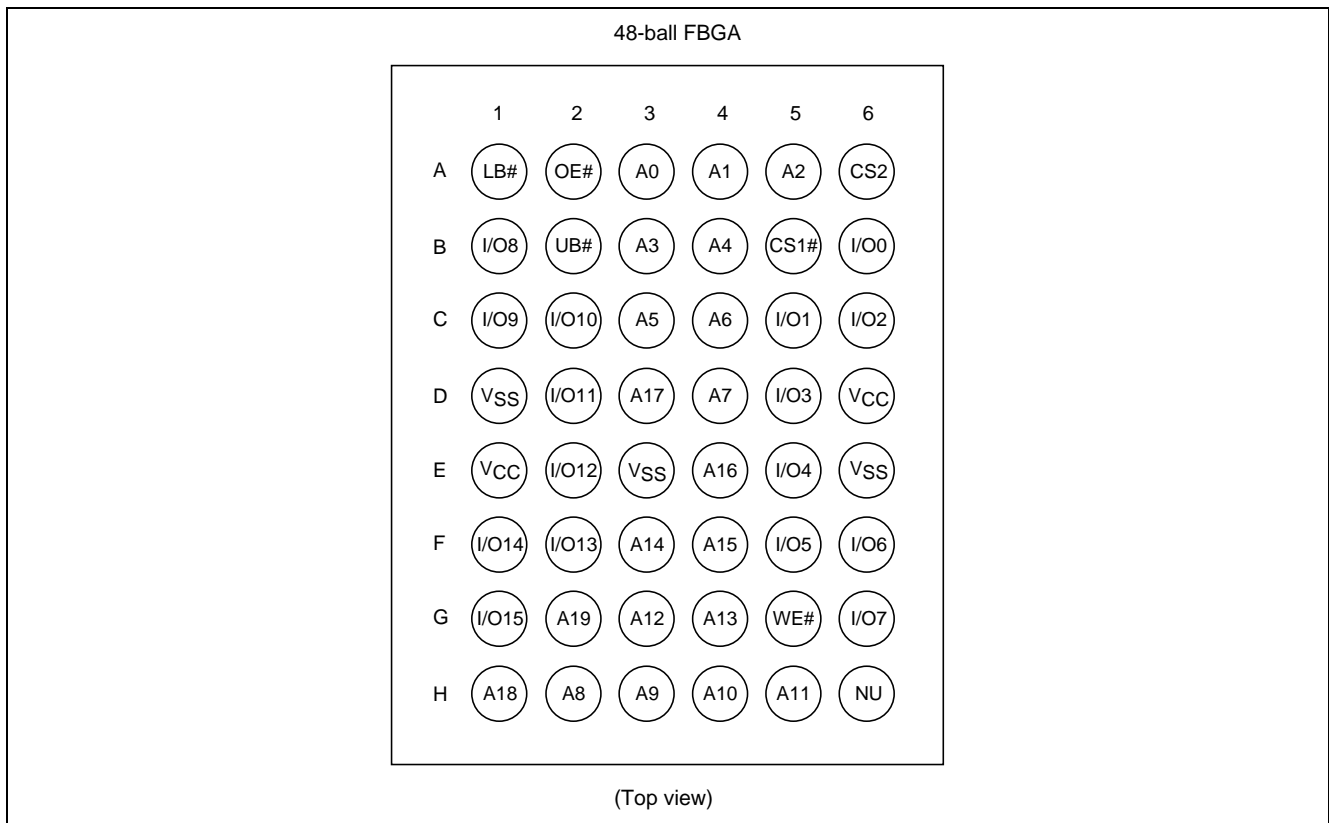 48-ball FBGA
1 2 3 4 5 6
A LB# OE# A0 A1 A2 CS2
B I/O8 UB# A3 A4 CS1# I/O0
C I/O9 I/O10 A5 A6 I/O1 I/O2
D VSS I/O11 A17 A7 I/O3 VCC
E VCC I/O12 VSS A16 I/O4 VSS
F I/O14 I/O13 A14 A15 I/O5 I/O6
G I/O15 A19 A12 A13 WE# I/O7
H A18 A8 A9 A10 A11 NU
(Top view)